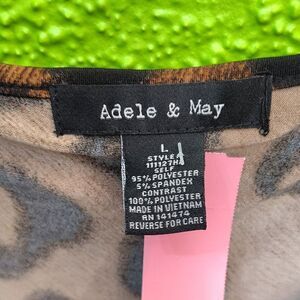 Adele & May
L
STYLE#
111127H
SELF
95% POLYESTER
5% SPANDEX
CONTRAST
100% POLYESTER
MADE IN VIETNAM
RN 141474
REVERSE FOR CARE